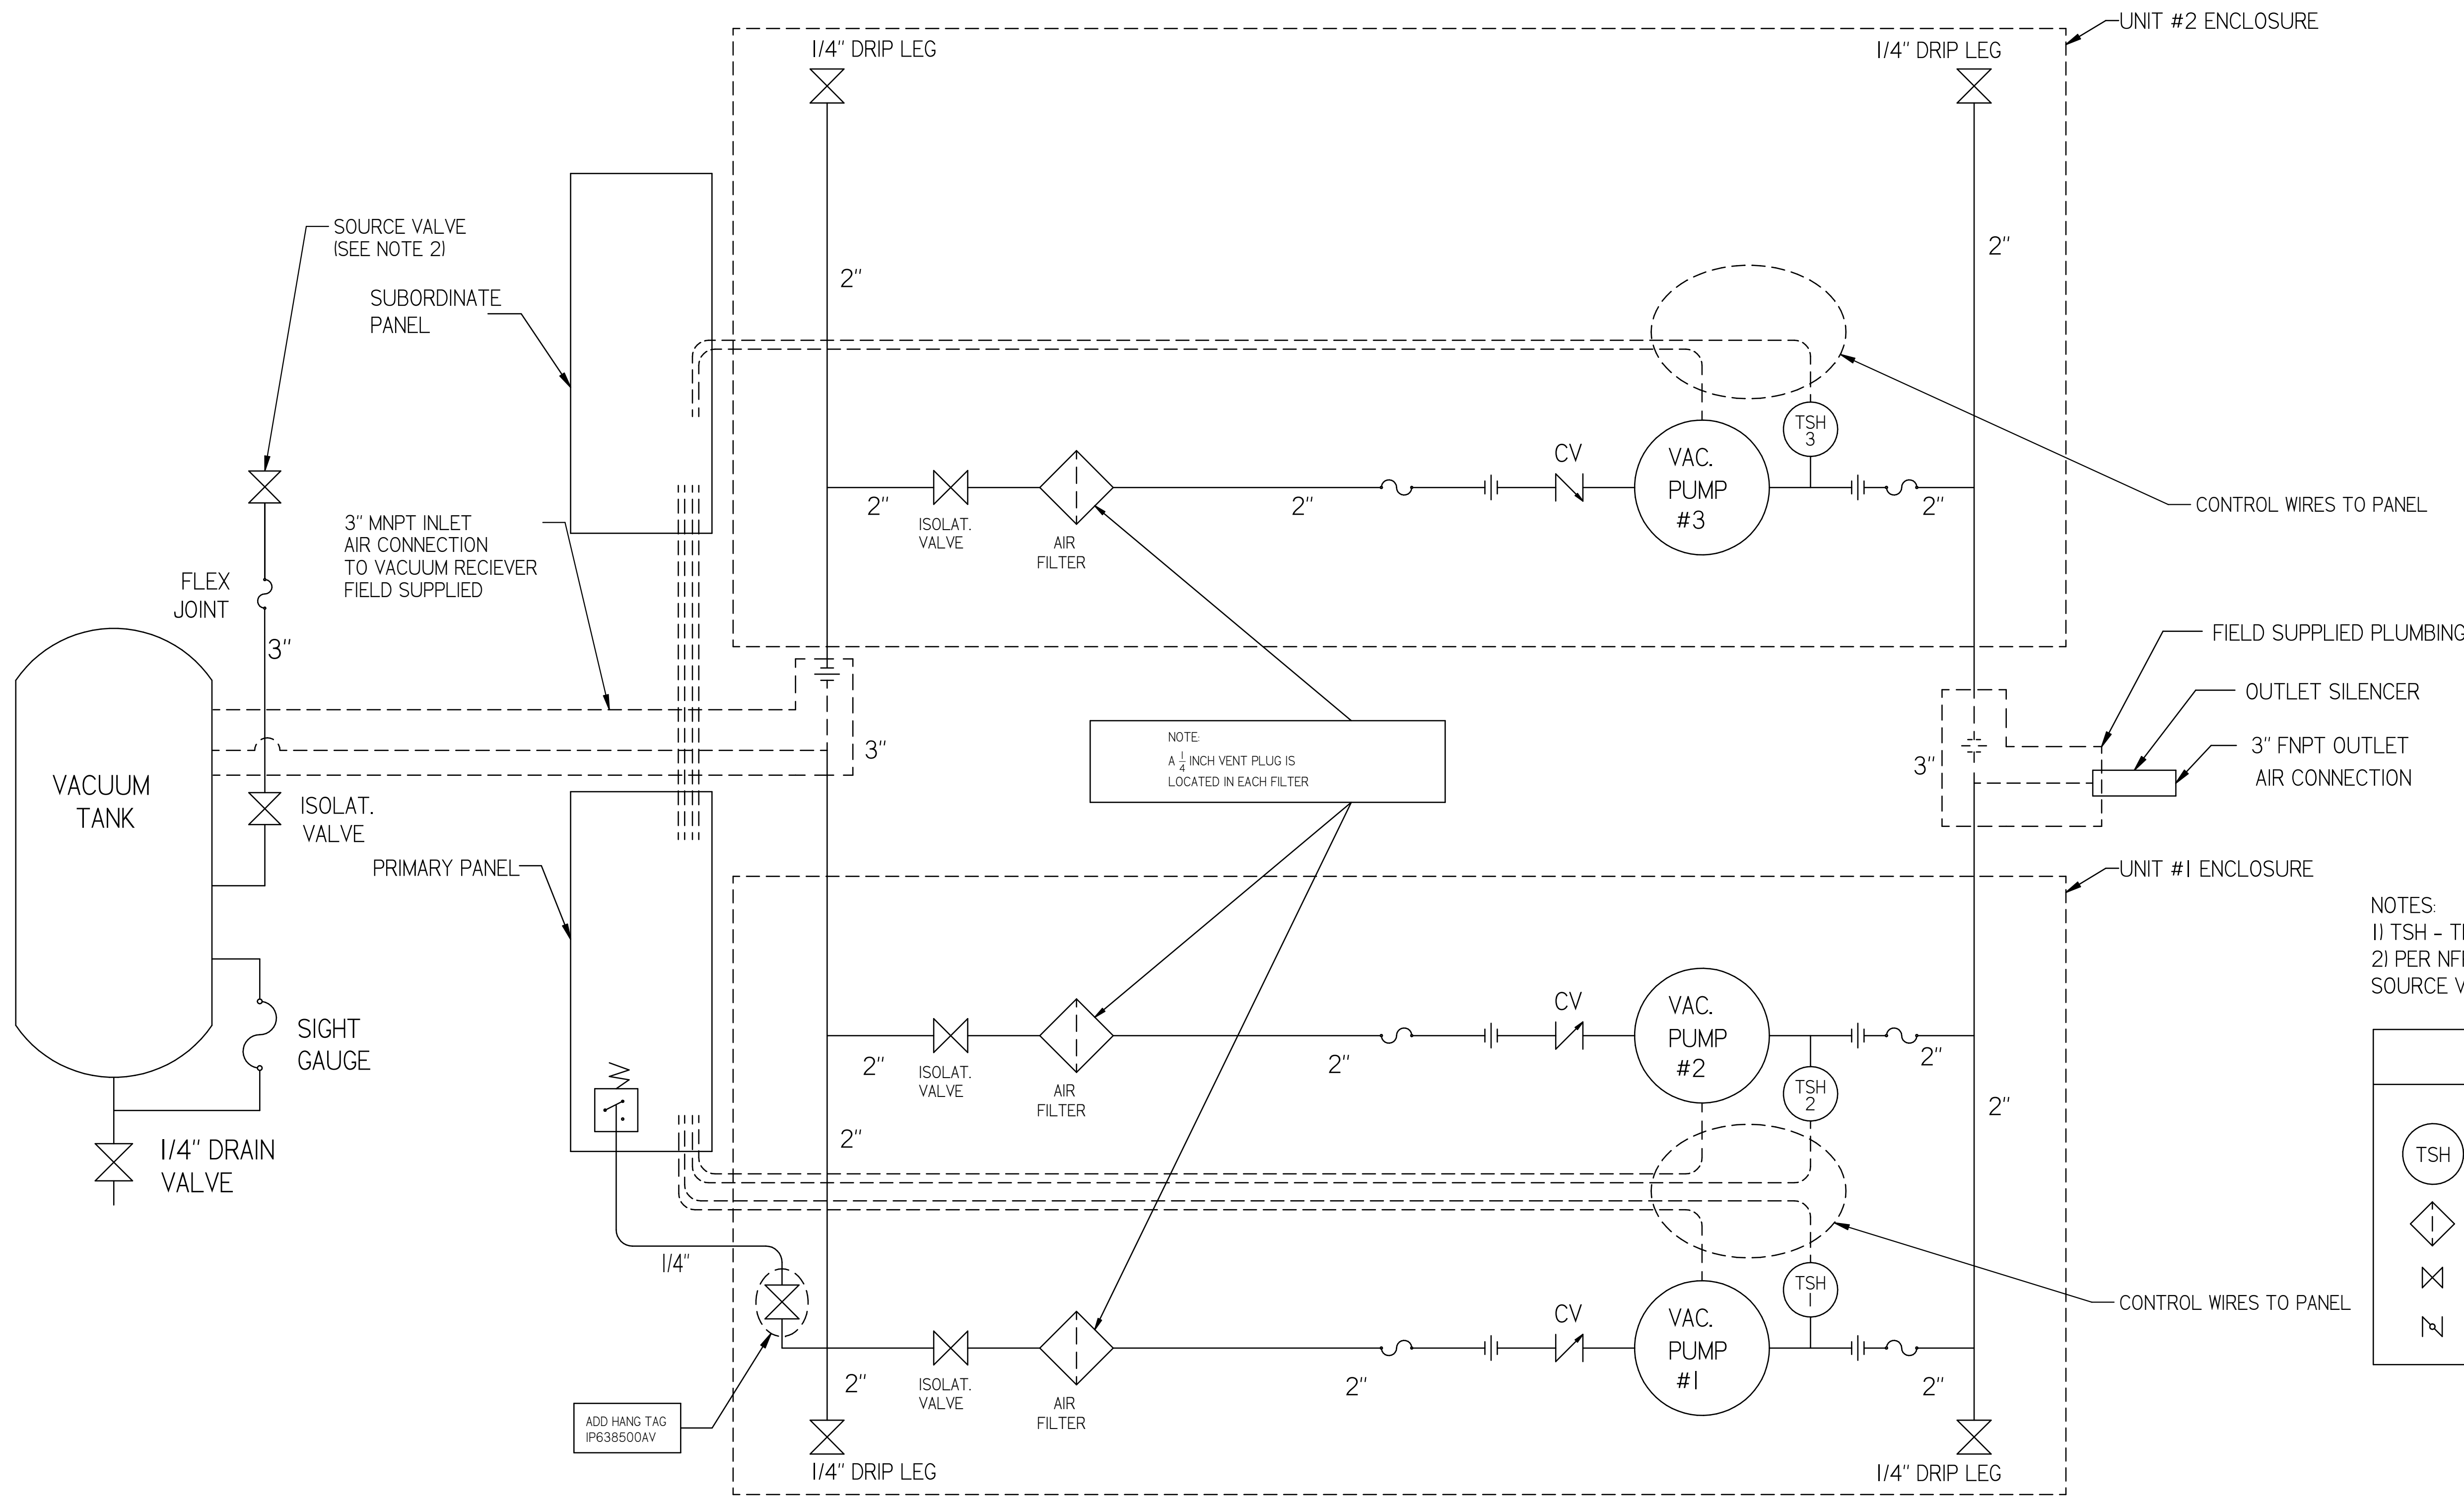 UNIT #2 ENCLOSURE
1/4" DRIP LEG
1/4" DRIP LEG
SOURCE VALVE
(SEE NOTE 2)
2"
2"
SUBORDINATE
PANEL
TSH
3
CV
VAC.
PUMP
#3
2"
2"
2"
CONTROL WIRES TO PANEL
ISOLAT.
VALVE
AIR
FILTER
3" MNPT INLET
AIR CONNECTION
TO VACUUM RECIEVER
FIELD SUPPLIED
FLEX
JOINT
3"
FIELD SUPPLIED PLUMBING
OUTLET SILENCER
3" FNPT OUTLET
AIR CONNECTION
3"
3"
NOTE:
A 1/4 INCH VENT PLUG IS
LOCATED IN EACH FILTER
VACUUM
TANK
ISOLAT.
VALVE
PRIMARY PANEL
UNIT #1 ENCLOSURE
NOTES:
1) TSH -
2) PER
SOURCE
SIGHT
GAUGE
CV
VAC.
PUMP
#2
2"
2"
2"
ISOLAT.
VALVE
AIR
FILTER
TSH
2
2"
2"
1/4" DRAIN
VALVE
TSH
1/4"
TSH
1
CONTROL WIRES TO PANEL
CV
VAC.
PUMP
#1
2"
2"
2"
ISOLAT.
VALVE
AIR
FILTER
ADD HANG TAG
IP638500AV
1/4" DRIP LEG
1/4" DRIP LEG